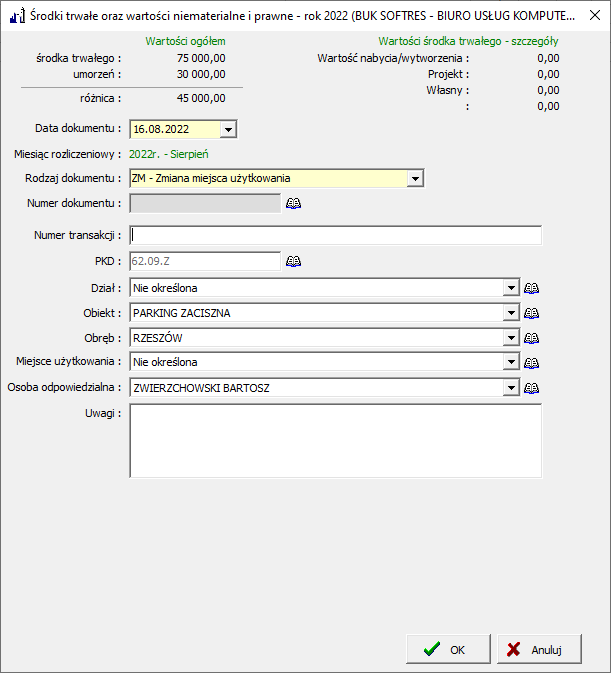 Środki trwałe oraz wartości niematerialne i prawne - rok 2022 (BUK SOFTRES - BIURO USŁUG KOMPUTE...
Wartości ogółem
Wartości środka trwałego - szczegóły
środka trwałego : 75 000,00
Wartość nabycia/wytworzenia : 0,00
umorzeń : 30 000,00
Projekt : 0,00
Własny : 0,00
różnica : 45 000,00
: 0,00
Data dokumentu : 16.08.2022
Miesiąc rozliczeniowy : 2022r. - Sierpień
Rodzaj dokumentu : ZM - Zmiana miejsca użytkowania
Numer dokumentu :
Numer transakcji :
PKD : 62.09.Z
Dział : Nie określona
Obiekt : PARKING ZACISZNA
Obręb : RZESZÓW
Miejsce użytkowania : Nie określona
Osoba odpowiedzialna : ZWIERZCHOWSKI BARTOSZ
Uwagi :
OK
Anuluj